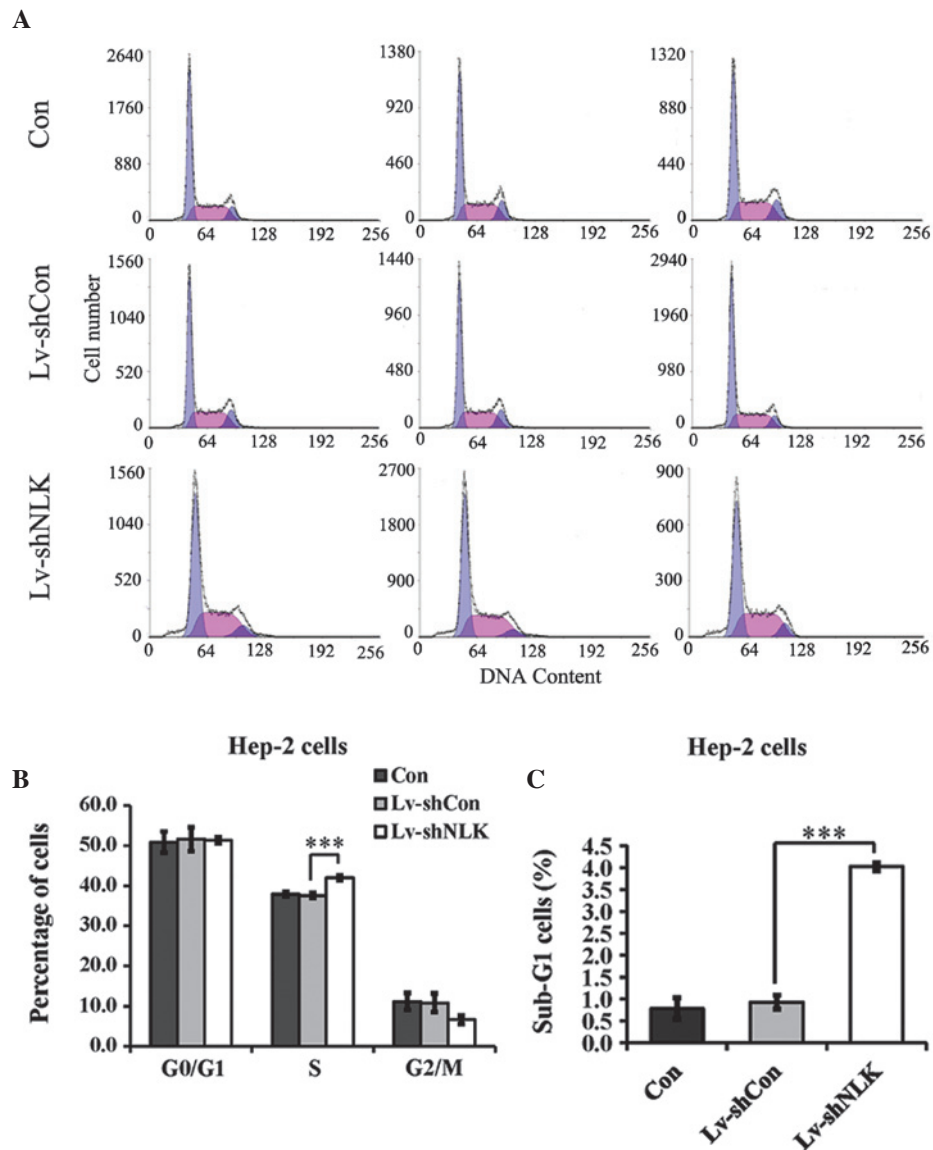 A
Con
2640
1760
880
0
0 64 128 192 256
1380
920
460
0
0 64 128 192 256
1320
880
440
0
0 64 128 192 256
Lv-shCon
Cell number
1560
1040
520
0
0 64 128 192 256
1440
960
480
0
0 64 128 192 256
2940
1960
980
0
0 64 128 192 256
Lv-shNLK
1560
1040
520
0
0 64 128 192 256
2700
1800
900
0
0 64 128 192 256
900
600
300
0
0 64 128 192 256
DNA Content
B
Hep-2 cells
Con
Lv-shCon
Lv-shNLK
Percentage of cells
60.0
50.0
40.0
30.0
20.0
10.0
0.0
***
G0/G1 S G2/M
C
Hep-2 cells
Sub-G1 cells (%)
4.5
4.0
3.5
3.0
2.5
2.0
1.5
1.0
0.5
0.0
***
Con
Lv-shCon
Lv-shNLK